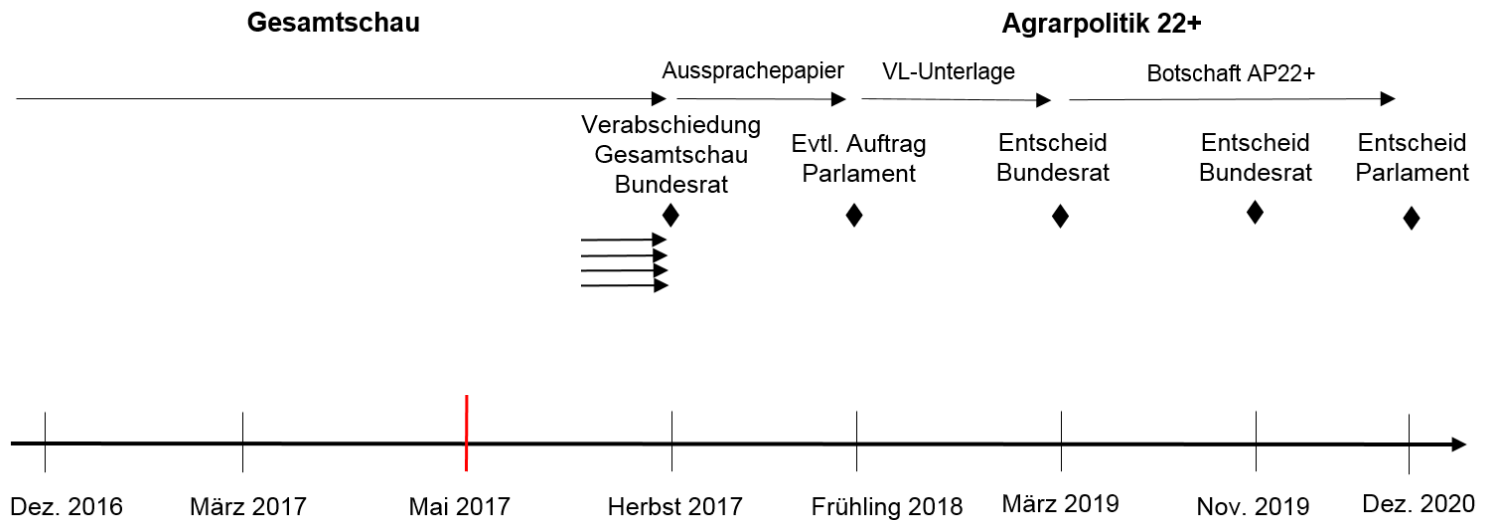 Gesamtschau
Agrarpolitik 22+
Aussprachepapier
VL-Unterlage
Botschaft AP22+
Verabschiedung
Gesamtschau
Bundesrat
Evtl. Auftrag
Parlament
Entscheid
Bundesrat
Entscheid
Bundesrat
Entscheid
Parlament
Dez. 2016
März 2017
Mai 2017
Herbst 2017
Frühling 2018
März 2019
Nov. 2019
Dez. 2020